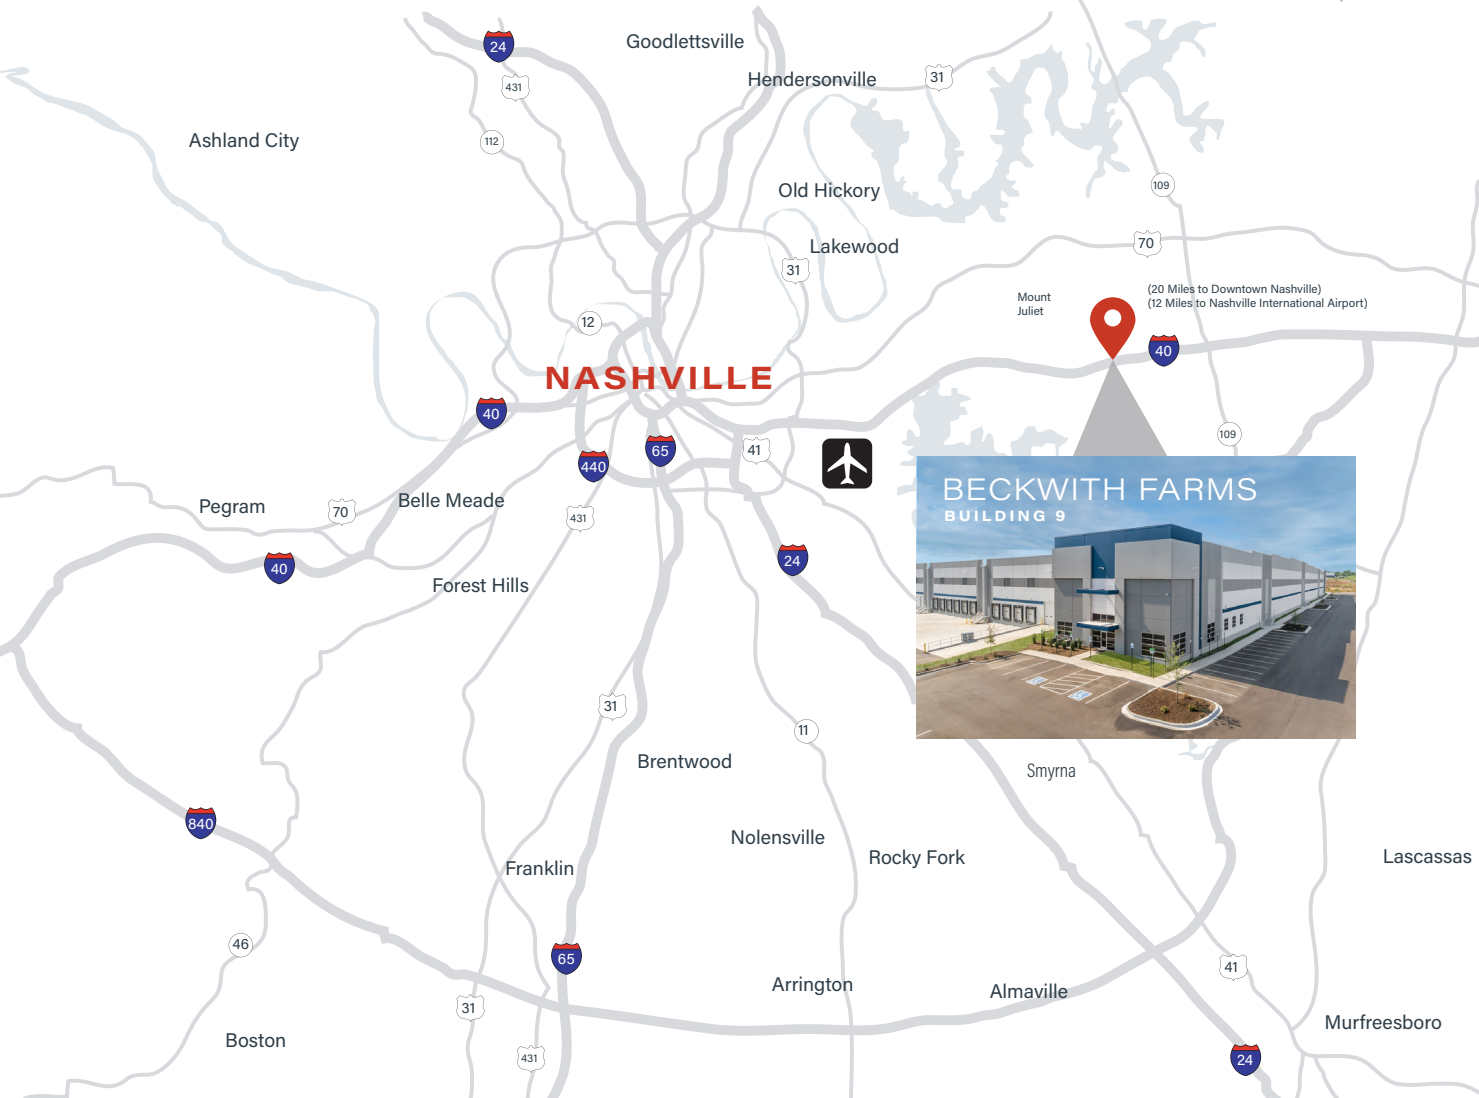 24
Goodlettsville
431
Hendersonville
31
Ashland City
112
109
Old Hickory
70
Lakewood
31
(20 Miles to Downtown Nashville)
(12 Miles to Nashville International Airport)
Mount
Juliet
12
40
NASHVILLE
40
109
65
41
440
BECKWITH FARMS
BUILDING 9
Pegram
70
Belle Meade
431
24
40
Forest Hills
31
11
Brentwood
Smyrna
840
Nolensville
Rocky Fork
Lascassas
Franklin
46
65
41
Arrington
Almaville
31
Murfreesboro
Boston
431
24